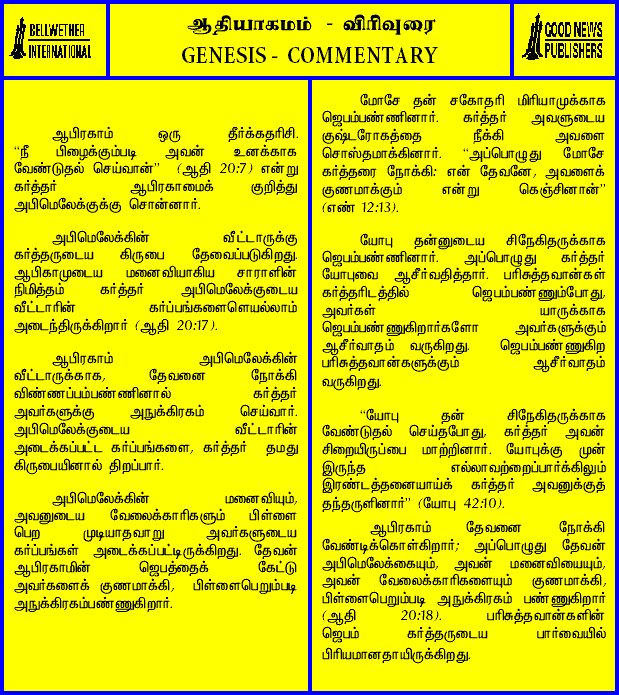 BELLWETHER
INTERNATIONAL
ஆதியாகமம் - விரிவுரை
GENESIS - COMMENTARY
GOOD NEWS
PUBLISHERS
ஆபிரகாம் ஒரு தீர்க்கதரிசி.
“நீ பிழைக்கும்படி அவன் உனக்காக
வேண்டுதல் செய்வான்” (ஆதி 20:7) என்று
கர்த்தர் ஆபிரகாமைக் குறித்து
அபிமெலேக்குக்கு சொன்னார்.
அபிமெலேக்கின் வீட்டாருக்கு
கர்த்தருடைய கிருபை தேவைப்படுகிறது.
ஆபிகாமுடைய மனைவியாகிய சாராளின்
நிமித்தம் கர்த்தர் அபிமெலேக்குடைய
வீட்டாரின் கர்ப்பங்களைளெயல்லாம்
அடைந்திருக்கிறார் (ஆதி 20:17).
ஆபிரகாம் அபிமெலேக்கின்
வீட்டாருக்காக, தேவனை நோக்கி
விண்ணப்பம்பண்ணினால் கர்த்தர்
அவர்களுக்கு அநுக்கிரகம் செய்வார்.
அபிமெலேக்குடைய வீட்டாரின்
அடைக்கப்பட்ட கர்ப்பங்களை, கர்த்தர் தமது
கிருபையினால் திறப்பார்.
அபிமெலேக்கின் மனைவியும்,
அவனுடைய வேலைக்காரிகளும் பிள்ளை
பெற முடியாதவாறு அவர்களுடைய
கர்ப்பங்கள் அடைக்கப்பட்டிருக்கிறது. தேவன்
ஆபிரகாமின் ஜெபத்தைக் கேட்டு
அவர்களைக் குணமாக்கி, பிள்ளைபெறும்படி
அநுக்கிரகம்பண்ணுகிறார்.
மோசே தன் சகோதரி மிரியாமுக்காக
ஜெபம்பண்ணினார். கர்த்தர் அவளுடைய
குஷ்டரோகத்தை நீக்கி அவளை
சொஸ்தமாக்கினார். “அப்பொழுது மோசே
கர்த்தரை நோக்கி: என் தேவனே, அவளைக்
குணமாக்கும் என்று கெஞ்சினான்”
(எண் 12:13).
யோபு தன்னுடைய சிநேகிதருக்காக
ஜெபம்பண்ணினார். அப்பொழுது கர்த்தர்
யோபுவை ஆசீர்வதித்தார். பரிசுத்தவான்கள்
கர்த்தரிடத்தில் ஜெபம்பண்ணும்போது,
அவர்கள் யாருக்காக
ஜெபம்பண்ணுகிறார்களோ அவர்களுக்கும்
ஆசீர்வாதம் வருகிறது. ஜெபம்பண்ணுகிற
பரிசுத்தவான்களுக்கும் ஆசீர்வாதம்
வருகிறது.
“யோபு தன் சிநேகிதருக்காக
வேண்டுதல் செய்தபோது, கர்த்தர் அவன்
சிறையிருப்பை மாற்றினார். யோபுக்கு முன்
இருந்த எல்லாவற்றைப்பார்க்கிலும்
இரண்டத்தனையாய்க் கர்த்தர் அவனுக்குத்
தந்தருளினார்” (யோபு 42:10).
ஆபிரகாம் தேவனை நோக்கி
வேண்டிக்கொள்கிறார்; அப்பொழுது தேவன்
அபிமெலேக்கையும், அவன் மனைவியையும்,
அவன் வேலைக்காரிகளையும் குணமாக்கி,
பிள்ளைபெறும்படி அநுக்கிரகம் பண்ணுகிறார்
(ஆதி 20:18). பரிசுத்தவான்களின்
ஜெபம் கர்த்தருடைய பார்வையில்
பிரியமானதாயிருக்கிறது.